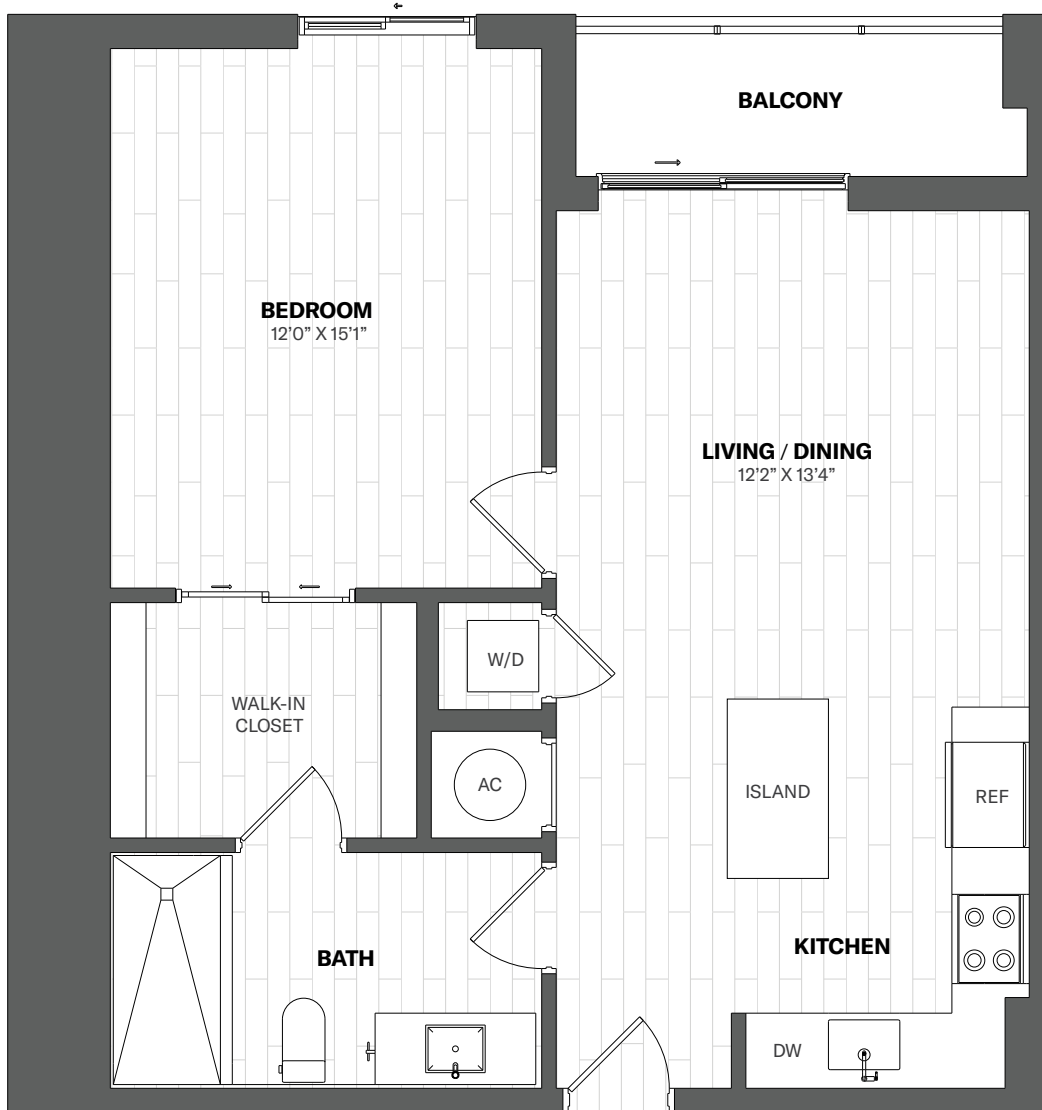 BALCONY
BEDROOM
12’0” X 15’1”
LIVING / DINING
12’2” X 13’4”
W/D
WALK-IN
CLOSET
AC
ISLAND
REF
KITCHEN
BATH
DW